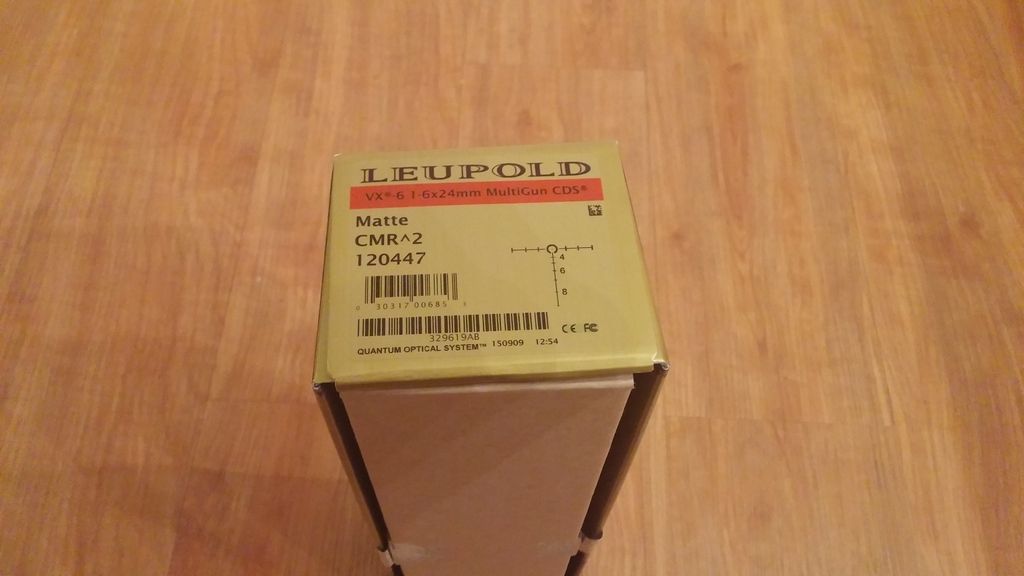 LEUPOLD
VX®-6 1-6x24mm MultiGun CDS®
Matte
CMR^2
120447
4
6
8
0 30317 00685 3
329619AB
CE FC
QUANTUM OPTICAL SYSTEM™ 150909 12:54